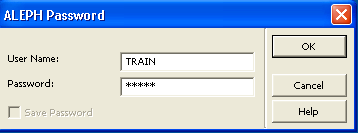 ALEPH Password
User Name: TRAIN
Password: *****
Save Password
OK
Cancel
Help